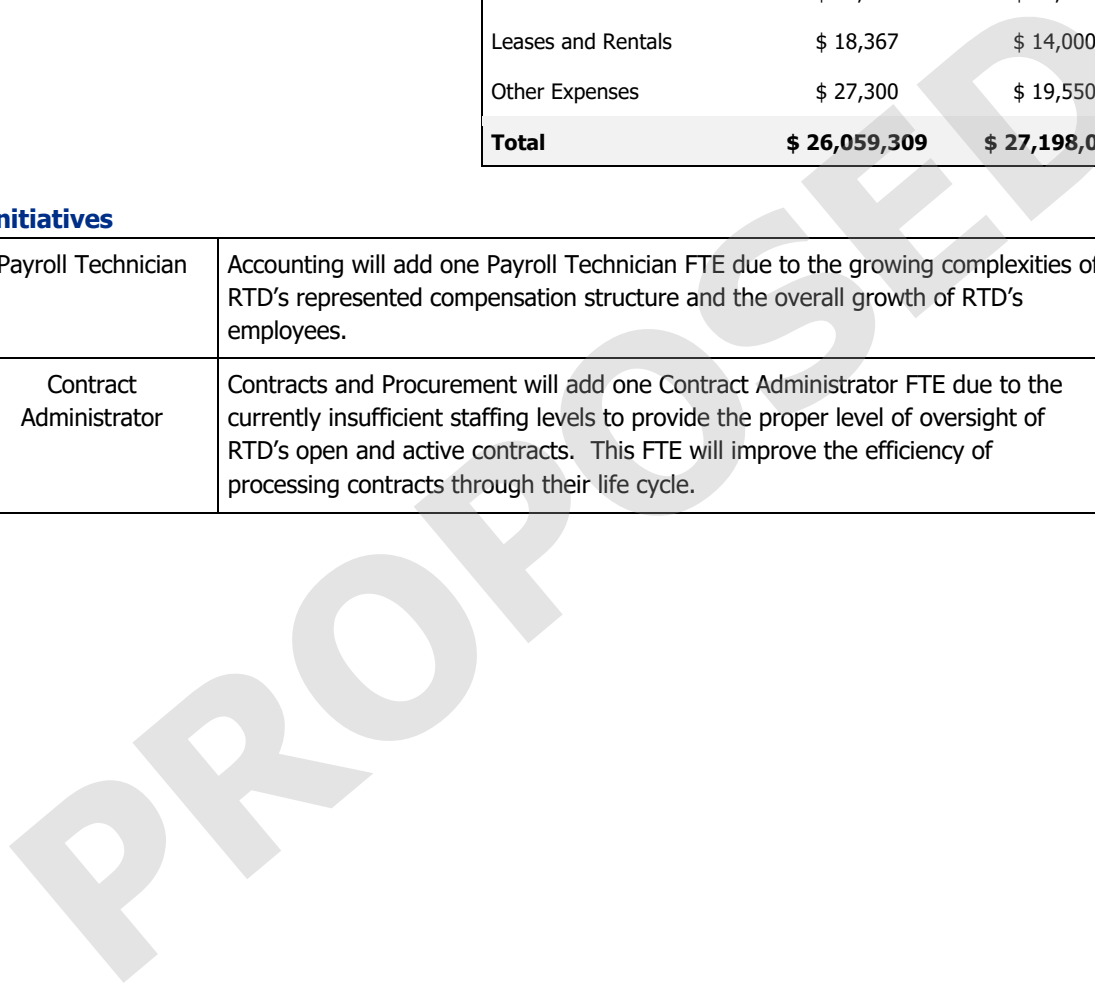 Leases and Rentals $ 18,367 $ 14,000
Other Expenses $ 27,300 $ 19,550
Total $ 26,059,309 $ 27,198,0
nitiatives
Payroll Technician Accounting will add one Payroll Technician FTE due to the growing complexities of
RTD’s represented compensation structure and the overall growth of RTD’s
employees.
Contract Contracts and Procurement will add one Contract Administrator FTE due to the
Administrator currently insufficient staffing levels to provide the proper level of oversight of
RTD’s open and active contracts.  This FTE will improve the efficiency of
processing contracts through their life cycle.
PROPOSED